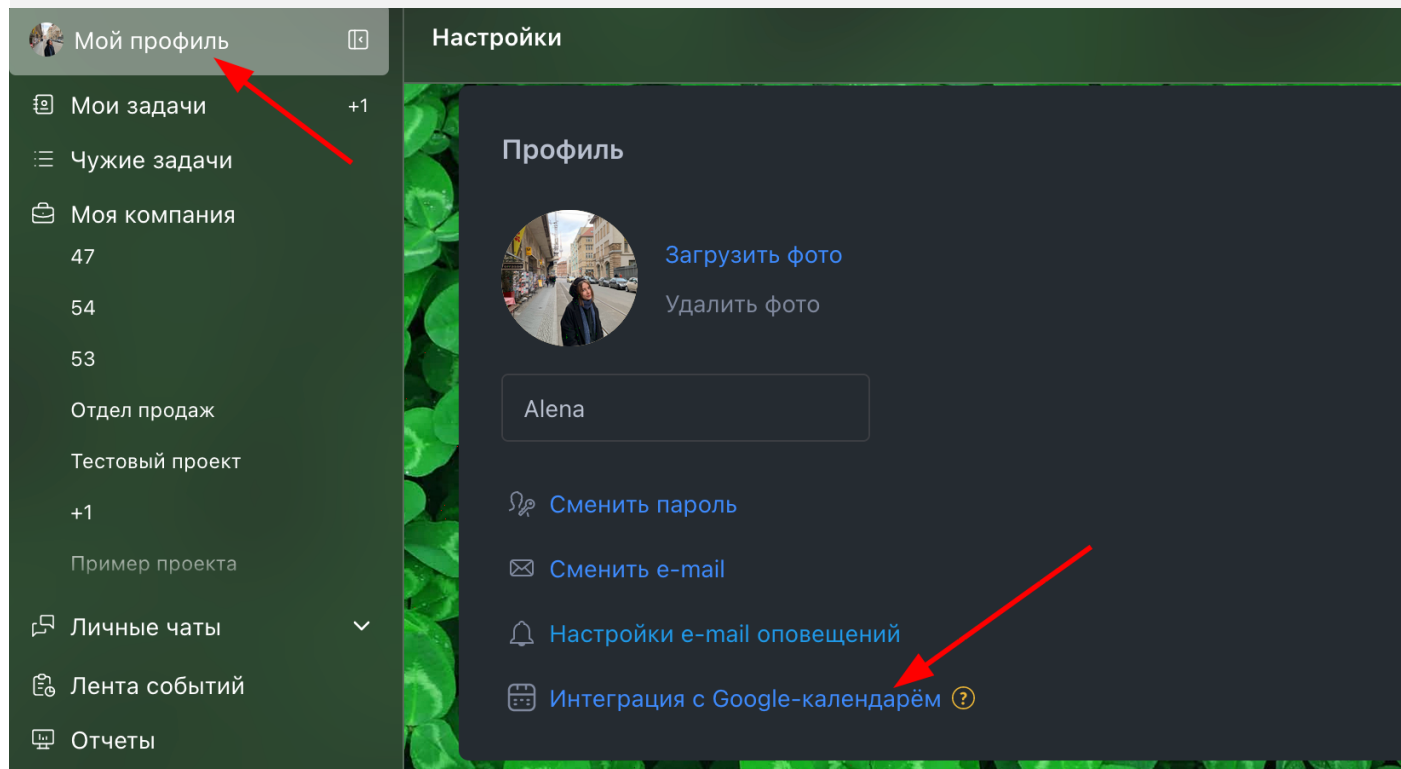 Мой профиль
Мои задачи +1
Чужие задачи
Моя компания
47
54
53
Отдел продаж
Тестовый проект
+1
Пример проекта
Личные чаты
Лента событий
Отчеты
Настройки
Профиль
Загрузить фото
Удалить фото
Alena
Сменить пароль
Сменить e-mail
Настройки e-mail оповещений
Интеграция с Google-календарём ?